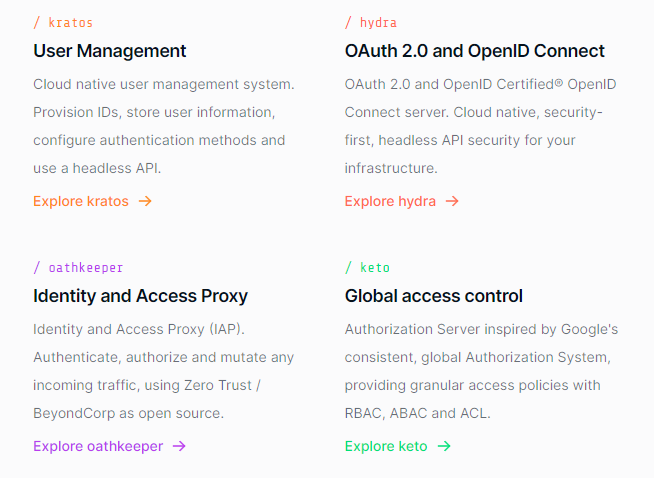 / kratos
User Management
Cloud native user management system.
Provision IDs, store user information,
configure authentication methods and
use a headless API.
Explore kratos →
/ hydra
OAuth 2.0 and OpenID Connect
OAuth 2.0 and OpenID Certified® OpenID
Connect server. Cloud native, security-
first, headless API security for your
infrastructure.
Explore hydra →
/ oathkeeper
Identity and Access Proxy
Identity and Access Proxy (IAP).
Authenticate, authorize and mutate any
incoming traffic, using Zero Trust /
BeyondCorp as open source.
Explore oathkeeper →
/ keto
Global access control
Authorization Server inspired by Google's
consistent, global Authorization System,
providing granular access policies with
RBAC, ABAC and ACL.
Explore keto →